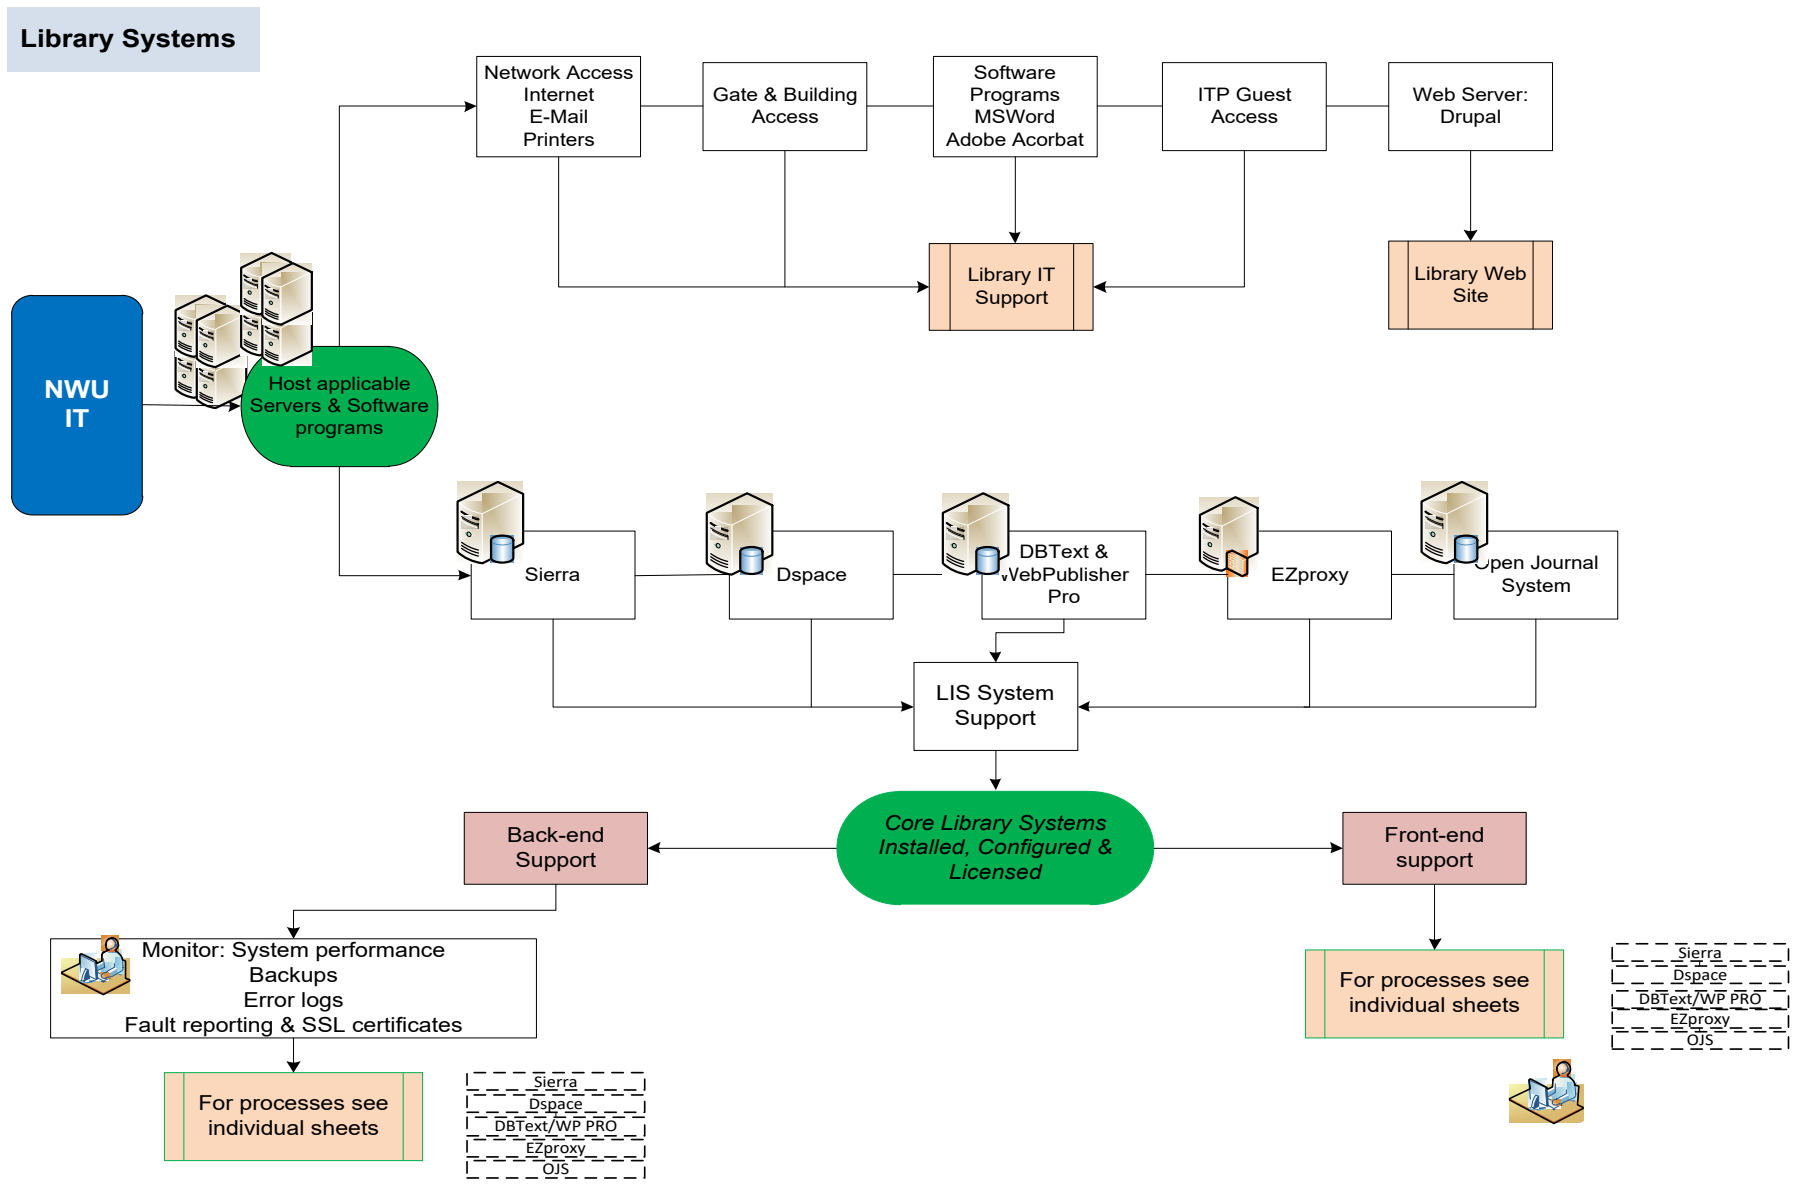 Library Systems
Network Access
Internet
E-Mail
Printers
Gate & Building
Access
Software
Programs
MSWord
Adobe Acorbat
ITP Guest
Access
Web Server:
Drupal
Library IT
Support
Library Web
Site
NWU
IT
Host applicable
Servers & Software
programs
Sierra
Dspace
DBText &
WebPublisher
Pro
EZproxy
Open Journal
System
LIS System
Support
Core Library Systems
Installed, Configured &
Licensed
Back-end
Support
Front-end
support
Monitor: System performance
Backups
Error logs
Fault reporting & SSL certificates
For processes see
individual sheets
Sierra
Dspace
DBText/WP PRO
EZproxy
OJS
For processes see
individual sheets
Sierra
Dspace
DBText/WP PRO
EZproxy
OJS